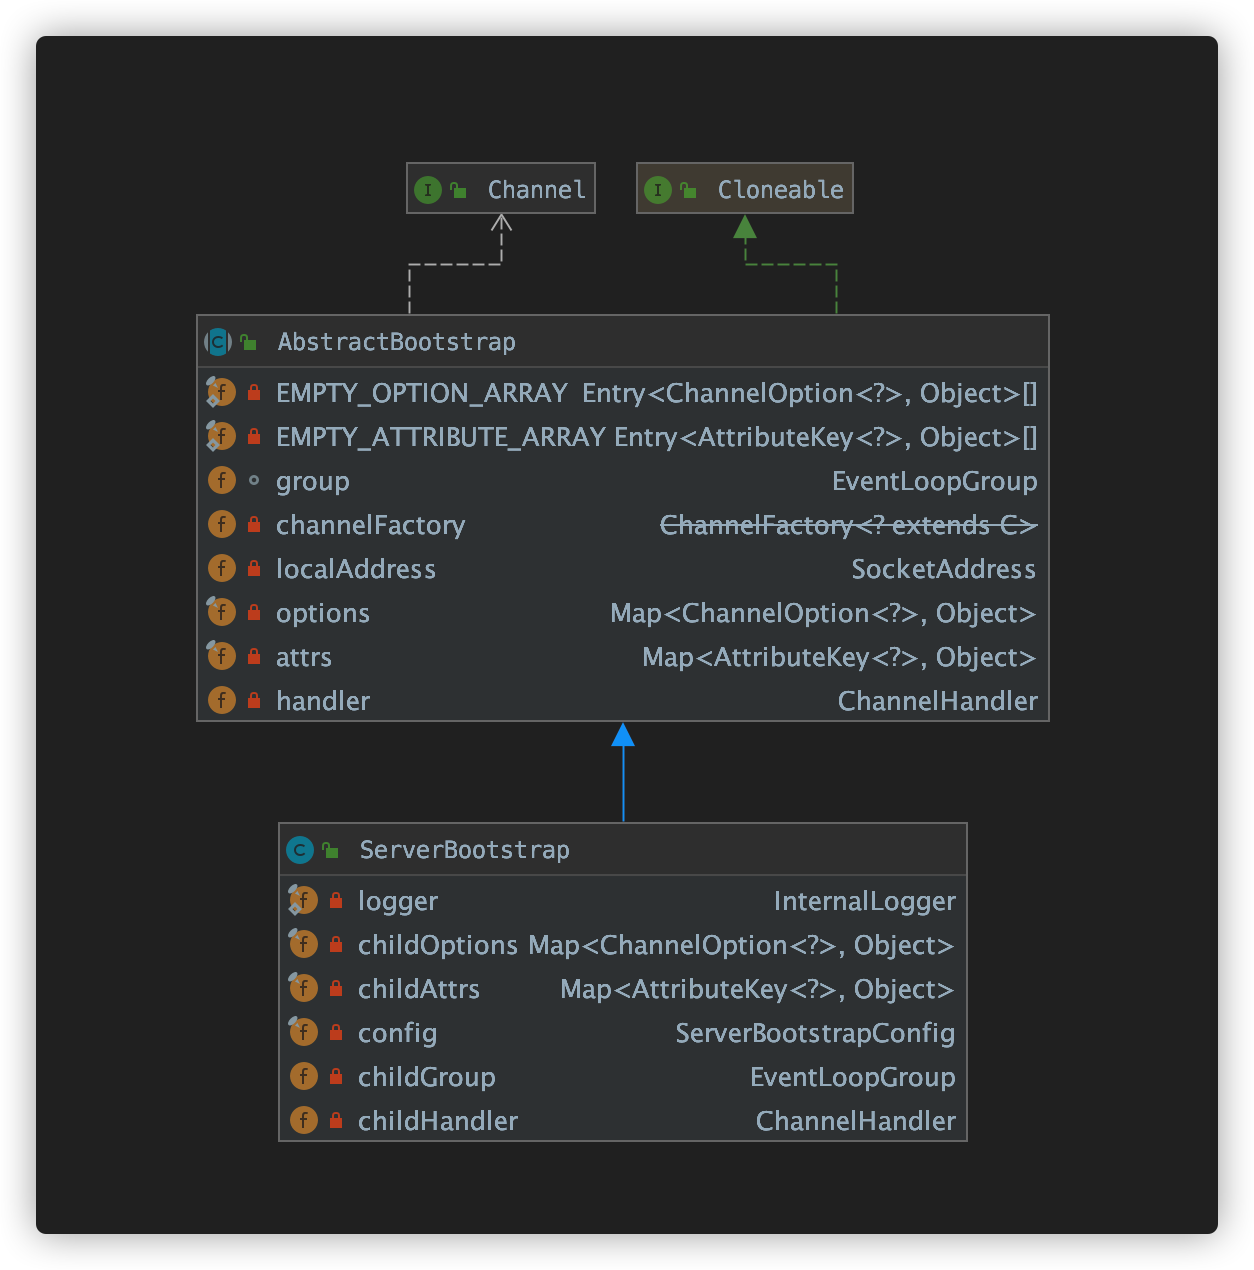 Channel
Cloneable
AbstractBootstrap
EMPTY_OPTION_ARRAY Entry<ChannelOption<?>, Object>[]
EMPTY_ATTRIBUTE_ARRAY Entry<AttributeKey<?>, Object>[]
group EventLoopGroup
channelFactory ChannelFactory<? extends C>
localAddress SocketAddress
options Map<ChannelOption<?>, Object>
attrs Map<AttributeKey<?>, Object>
handler ChannelHandler
ServerBootstrap
logger InternalLogger
childOptions Map<ChannelOption<?>, Object>
childAttrs Map<AttributeKey<?>, Object>
config ServerBootstrapConfig
childGroup EventLoopGroup
childHandler ChannelHandler